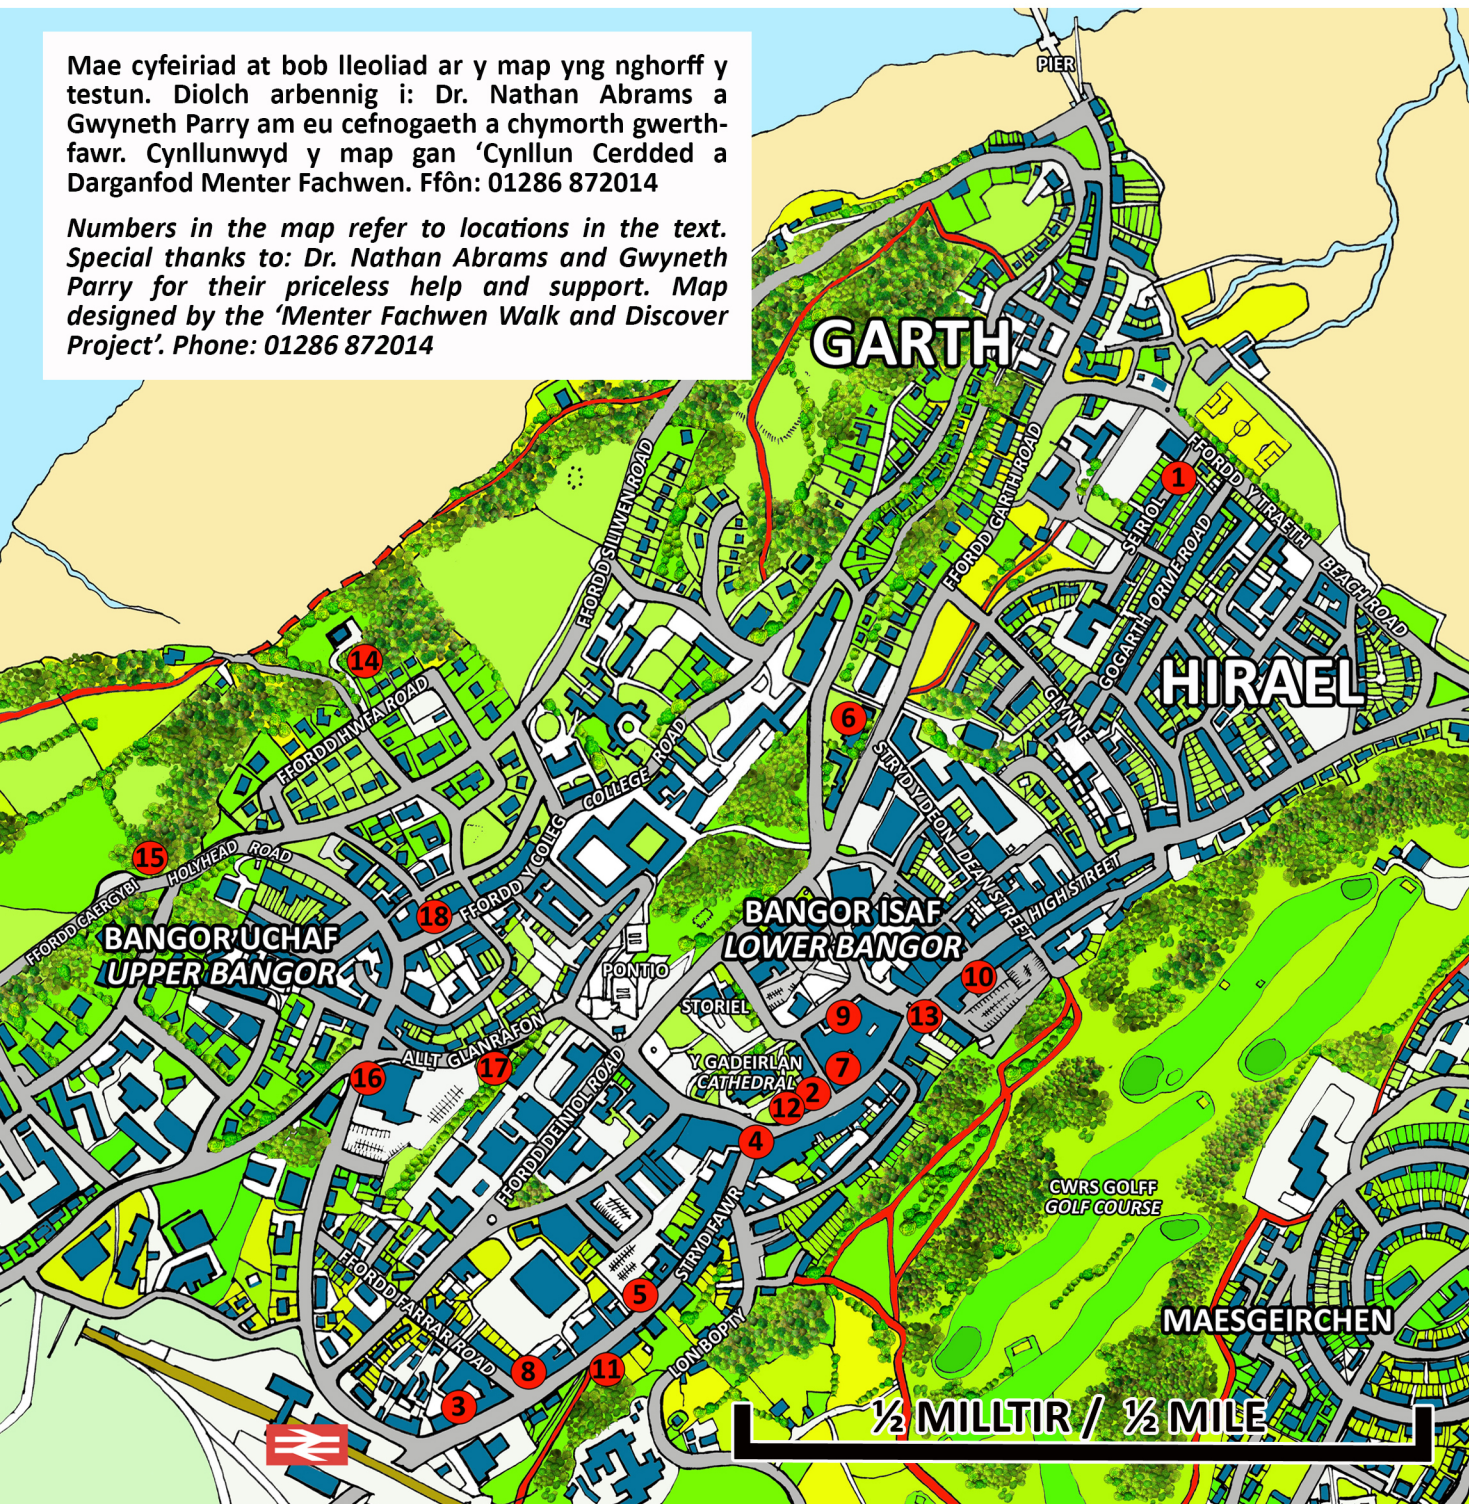 Mae cyfeiriad at bob lleoliad ar y map yng nghorff y
testun. Diolch arbennig i: Dr. Nathan Abrams a
Gwyneth Parry am eu cefnogaeth a chymorth gwerth-
fawr. Cynllunwyd y map gan ‘Cynllun Cerdded a
Darganfod Menter Fachwen. Ffôn: 01286 872014
Numbers in the map refer to locations in the text.
Special thanks to: Dr. Nathan Abrams and Gwyneth
Parry for their priceless help and support. Map
designed by the ‘Menter Fachwen Walk and Discover
Project’. Phone: 01286 872014
PIER
GARTH
FFORDD SILIWEN ROAD
FFORDD GARTH ROAD
1
FFORDD Y TRAETH
BEACH ROAD
SEIRIOL
GOGARTH ORME ROAD
HIRAEL
GLYNNE
14
FFORDD IHWFA ROAD
6
STRYD Y DEON DEAN STREET
COLLEGE ROAD
FFORDD Y COLEG
15
HOLYHEAD ROAD
FFORDD CAERGYBI
18
HIGH STREET
BANGOR UCHAF
UPPER BANGOR
BANGOR ISAF
LOWER BANGOR
PONTIO
10
STORIEL
9
13
ALLT GLANRAFON
17
16
Y GADEIRLAN
CATHEDRAL
7
2
12
4
FFORDD DEINIOL ROAD
CWRS GOLFF
GOLF COURSE
STRYD FAWR
FFORDD FARRAR ROAD
5
LON BOPTY
MAESGEIRCHEN
8
11
3
½ MILLTIR / ½ MILE